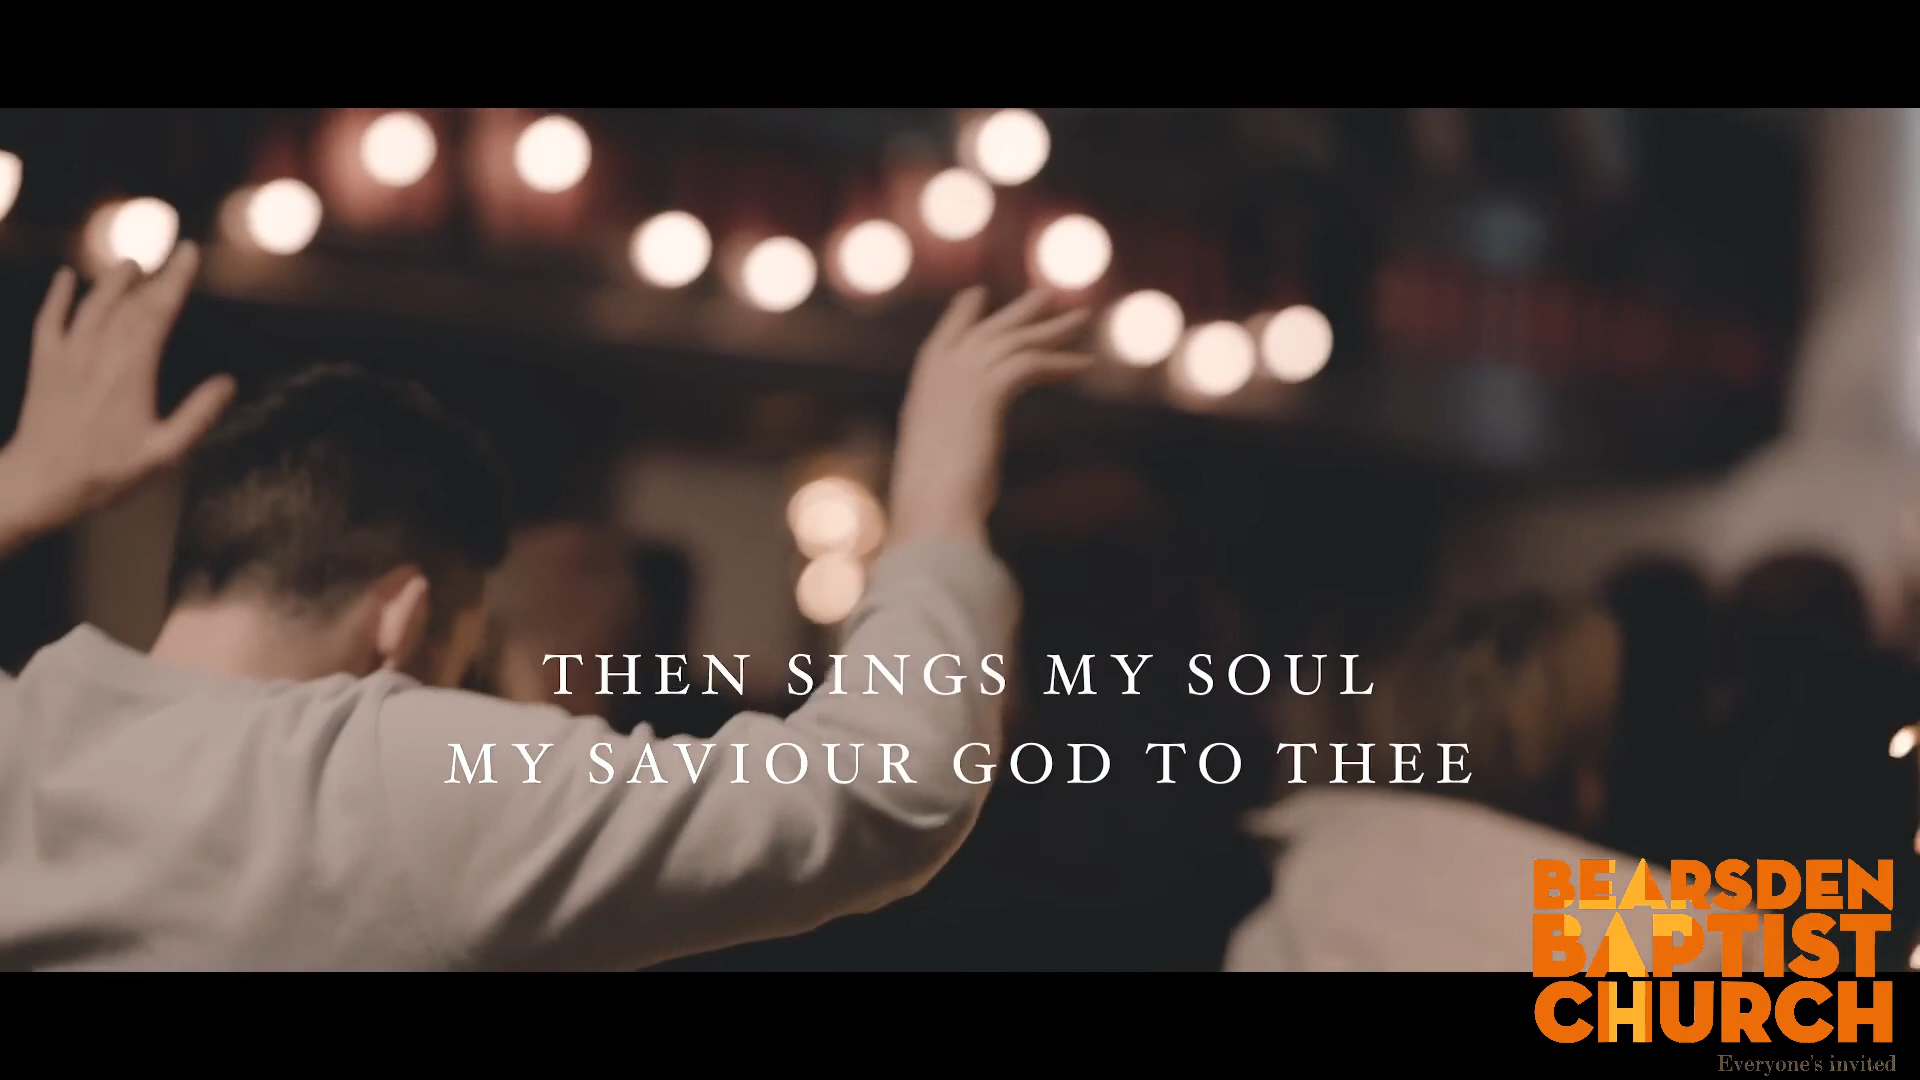 THEN SINGS MY SOUL
MY SAVIOUR GOD TO THEE
BEARSDEN
BAPTIST
CHURCH
Everyone's invited